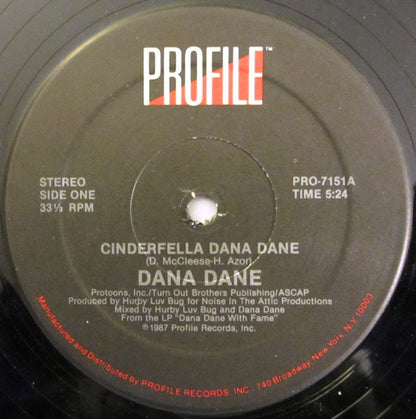 PROFILE™
STEREO
SIDE ONE
33⅓ RPM
PRO-7151A
TIME 5:24
CINDERFELLA DANA DANE
(D. McCleese-H. Azor)
DANA DANE
Protoons, Inc./Turn Out Brothers Publishing/ASCAP
Produced by Hurby Luv Bug for Noise In The Attic Productions
Mixed by Hurby Luv Bug and Dana Dane
From the LP "Dana Dane With Fame"
©1987 Profile Records, Inc.
Manufactured and Distributed by PROFILE RECORDS, INC. 740 Broadway, New York, N.Y. 10003